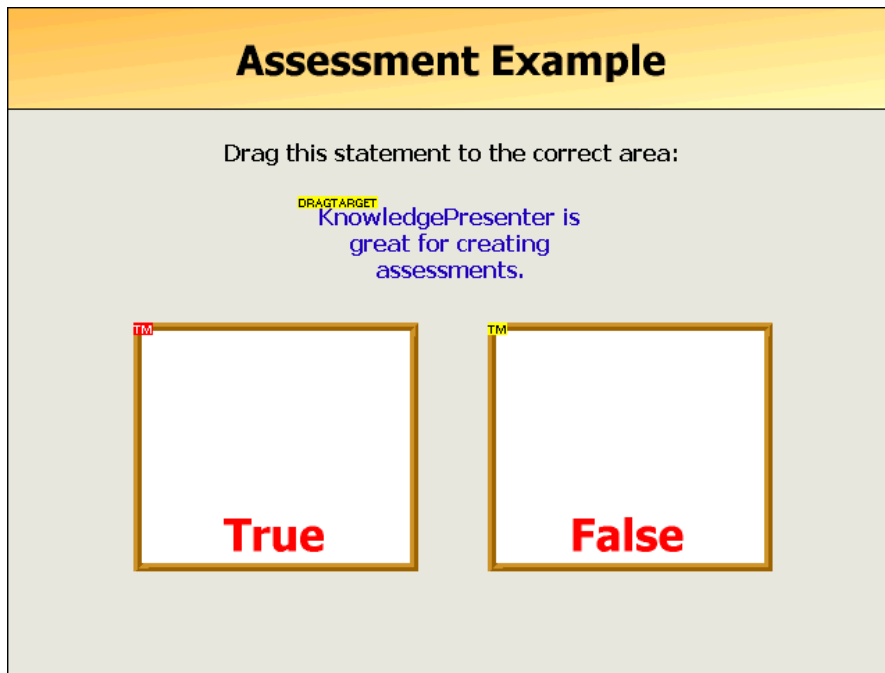 Assessment Example
Drag this statement to the correct area:
DRAGTARGET
KnowledgePresenter is
great for creating
assessments.
TM
TM
True
False